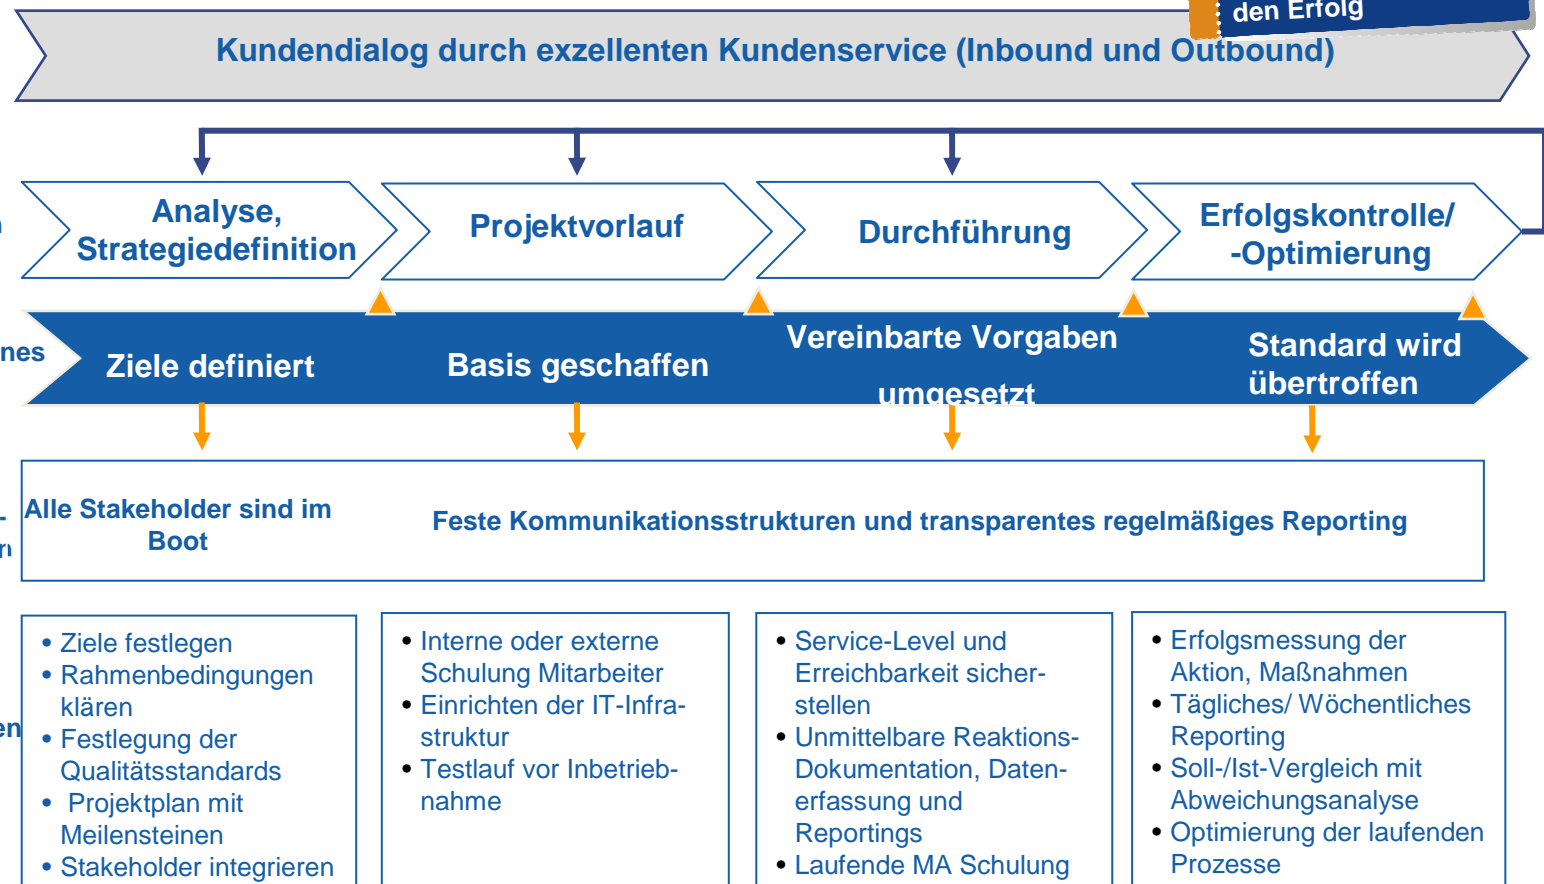 den Erfolg
Kundendialog durch exzellenten Kundenservice (Inbound und Outbound)
Analyse,
Strategiedefinition
Projektvorlauf
Durchführung
Erfolgskontrolle/
-Optimierung
nes
Ziele definiert
Basis geschaffen
Vereinbarte Vorgaben
umgesetzt
Standard wird
übertroffen
Alle Stakeholder sind im
Boot
Feste Kommunikationsstrukturen und transparentes regelmäßiges Reporting
en
• Ziele festlegen
• Rahmenbedingungen
klären
• Festlegung der
Qualitätsstandards
• Projektplan mit
Meilensteinen
• Stakeholder integrieren
• Interne oder externe
Schulung Mitarbeiter
• Einrichten der IT-Infra-
struktur
• Testlauf vor Inbetrieb-
nahme
• Service-Level und
Erreichbarkeit sicher-
stellen
• Unmittelbare Reaktions-
Dokumentation, Daten-
erfassung und
Reportings
• Laufende MA Schulung
• Erfolgsmessung der
Aktion, Maßnahmen
• Tägliches/ Wöchentliches
Reporting
• Soll-/Ist-Vergleich mit
Abweichungsanalyse
• Optimierung der laufenden
Prozesse